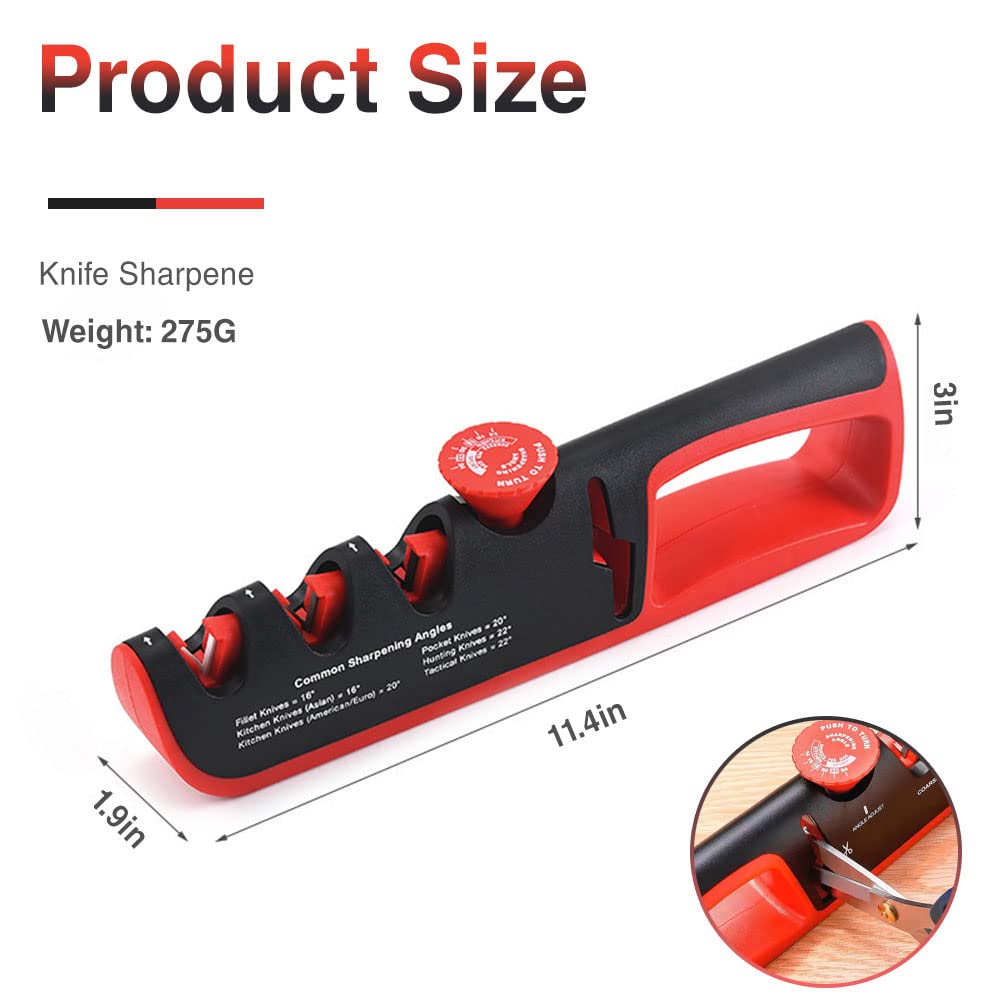 Product Size
Knife Sharpene
Weight: 275G
3in
PUSH TO TURN
SHARPENING
ANGLE
Common Sharpening Angles
Fillet Knives = 16°
Kitchen Knives (Asian) = 16°
Kitchen Knives (American/Euro) = 20°
Pocket Knives = 20°
Hunting Knives = 22°
Tactical Knives = 22°
11.4in
1.9in
PUSH TO TURN
SHARPENING
ANGLE
ANGLE ADJUST
COARS